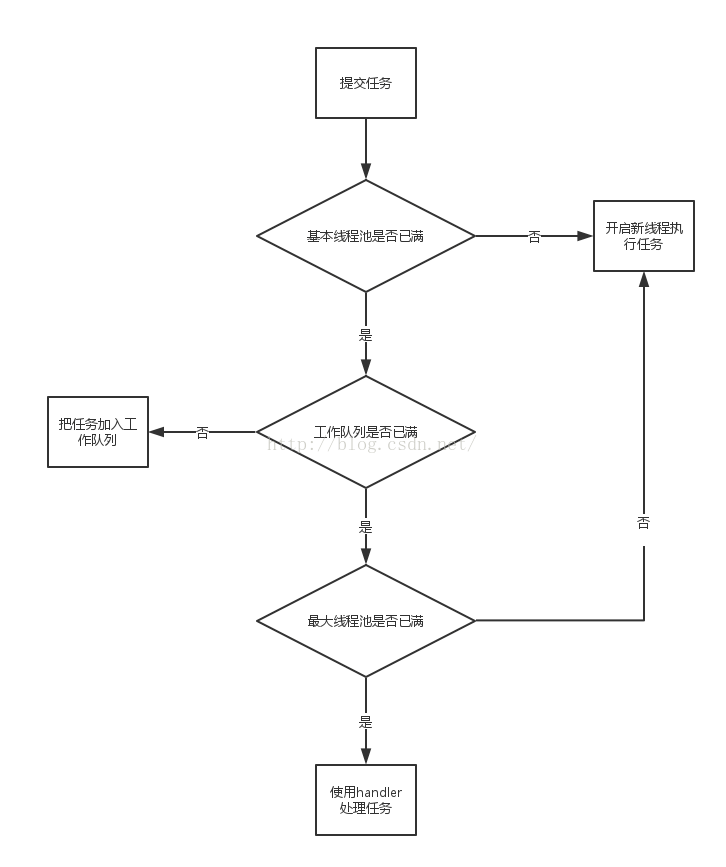 提交任务
基本线程池是否已满
否
开启新线程执
行任务
是
把任务加入工
作队列
否
工作队列是否已满
http://blog.csdn.net/
是
否
最大线程池是否已满
是
使用handler
处理任务